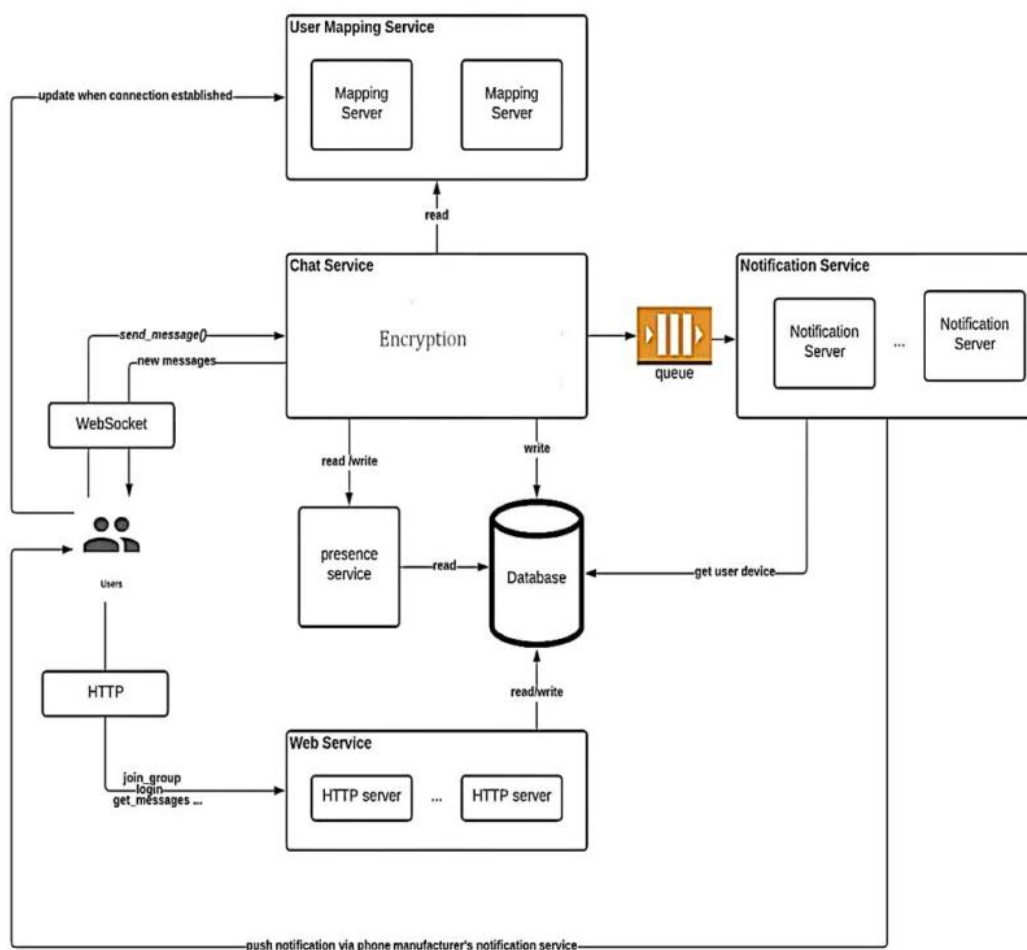 User Mapping Service
Mapping
Server
Mapping
Server
update when connection established
read
Chat Service
Encryption
Notification Service
Notification
Server
...
Notification
Server
queue
send_message()
new messages
WebSocket
read /write
write
presence
service
read
Database
get user device
Users
HTTP
read/write
Web Service
HTTP server
...
HTTP server
join_group
login
get_messages ...
push notification via phone manufacturer's notification service